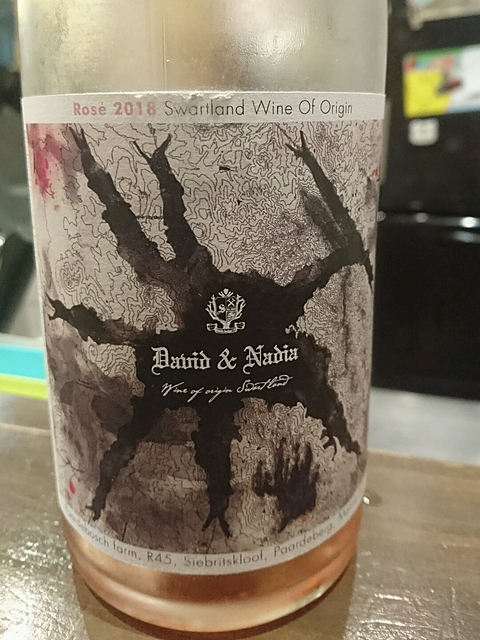 Rosé 2018 Swartland Wine Of Origin
David & Nadia
Wine of origin Swartland
farm, R45, Siebritskloof, Paardeberg,